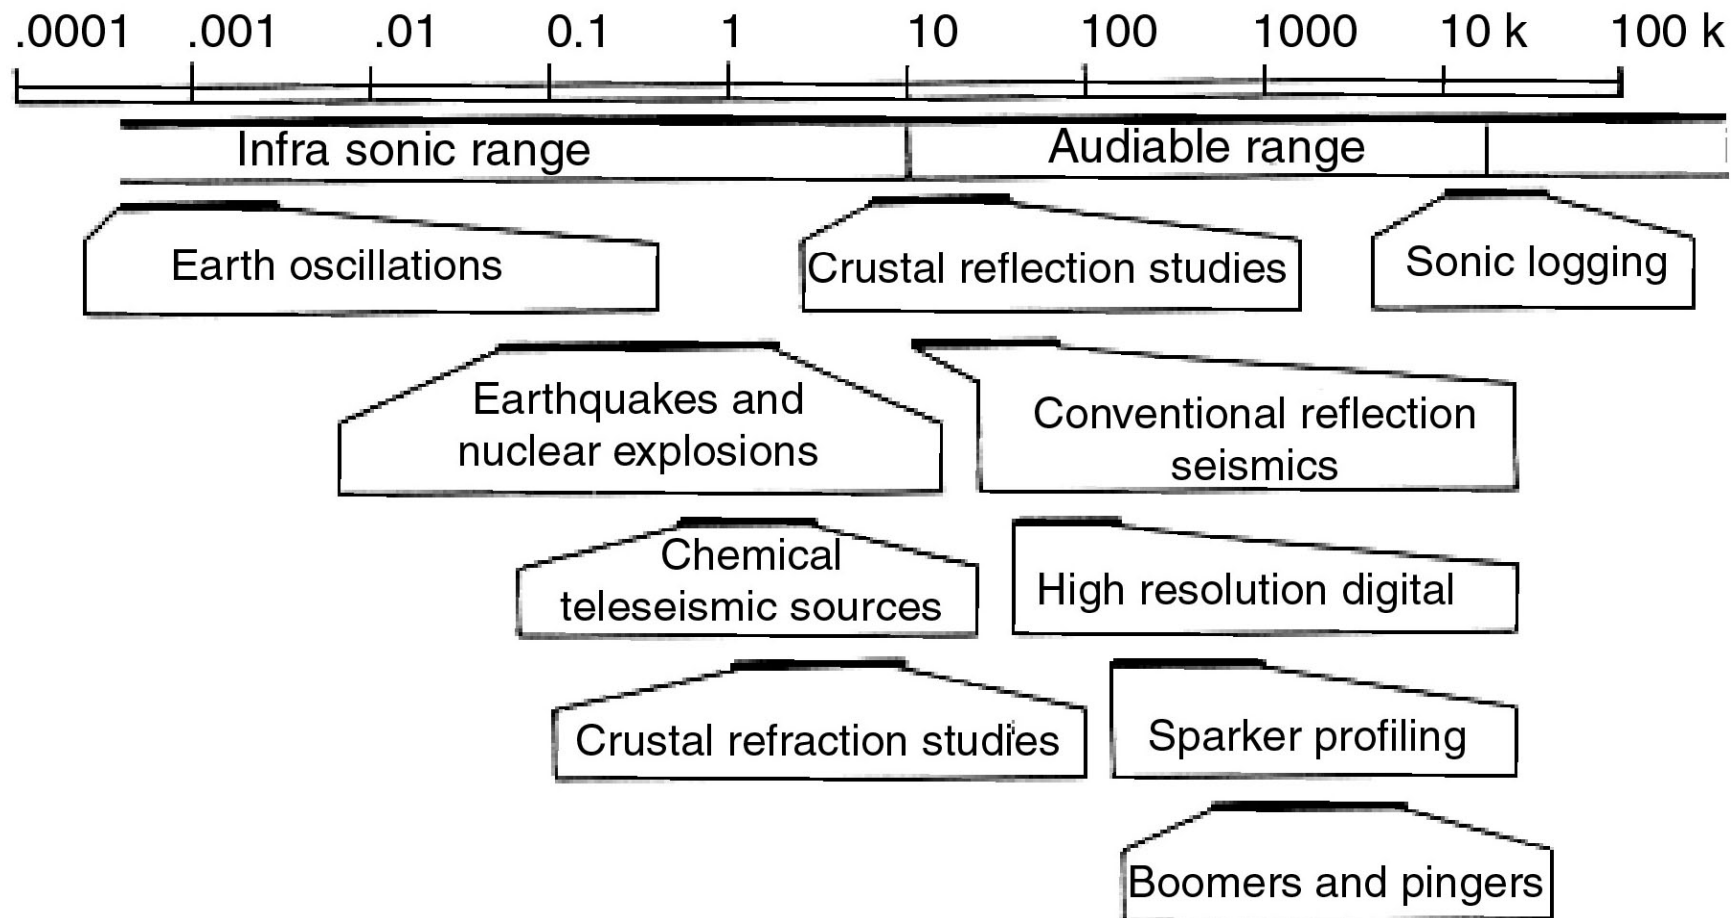 .0001 .001 .01 0.1 1 10 100 1000 10 k 100 k
Infra sonic range Audiable range
Earth oscillations Crustal reflection studies Sonic logging
Earthquakes and
nuclear explosions
Conventional reflection
seismics
Chemical
teleseismic sources
High resolution digital
Crustal refraction studies Sparker profiling
Boomers and pingers